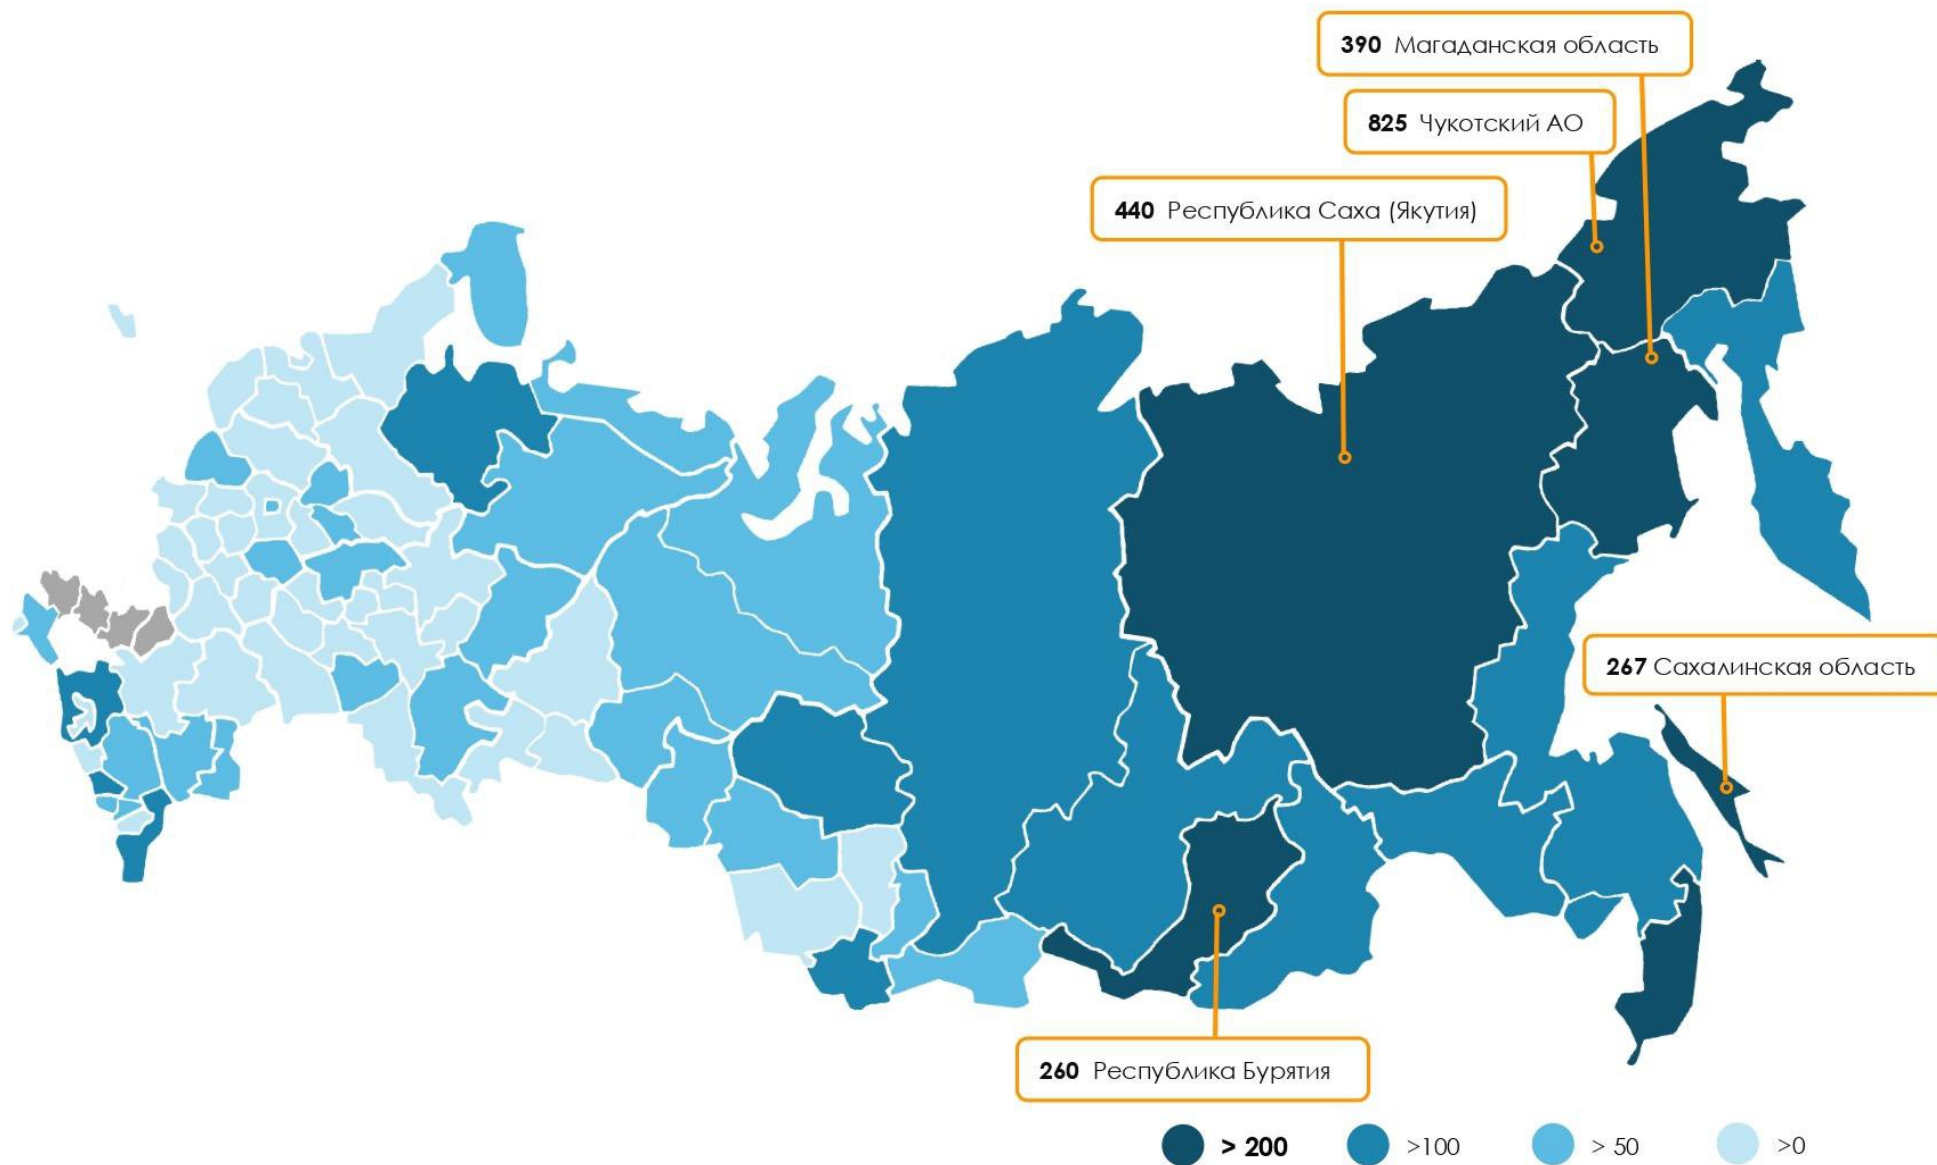 390 Магаданская область
825 Чукотский АО
440 Республика Саха (Якутия)
267 Сахалинская область
260 Республика Бурятия
> 200
>100
> 50
>0